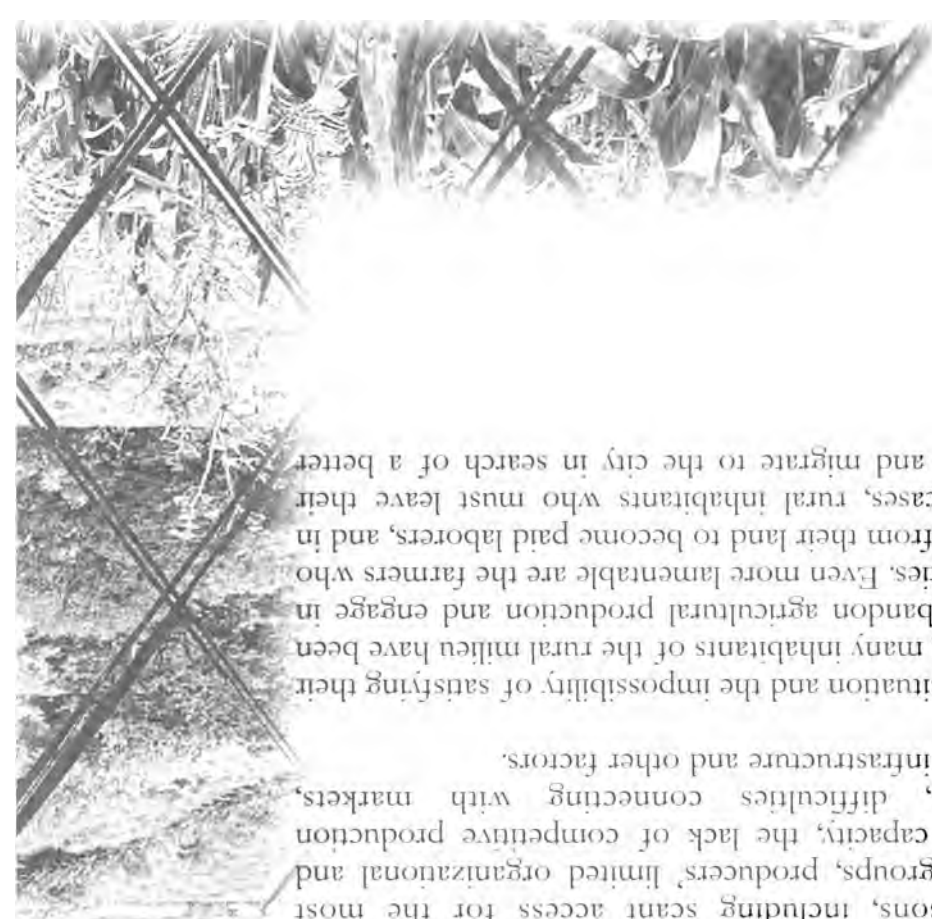 sons, including scant access for the most
groups, producers' limited organizational and
capacity, the lack of competitive production
, difficulties connecting with markets,
infrastructure and other factors.
ituation and the impossibility of satisfying their
many inhabitants of the rural milieu have been
bandon agricultural production and engage in
ies. Even more lamentable are the farmers who
from their land to become paid laborers, and in
cases, rural inhabitants who must leave their
and migrate to the city in search of a better